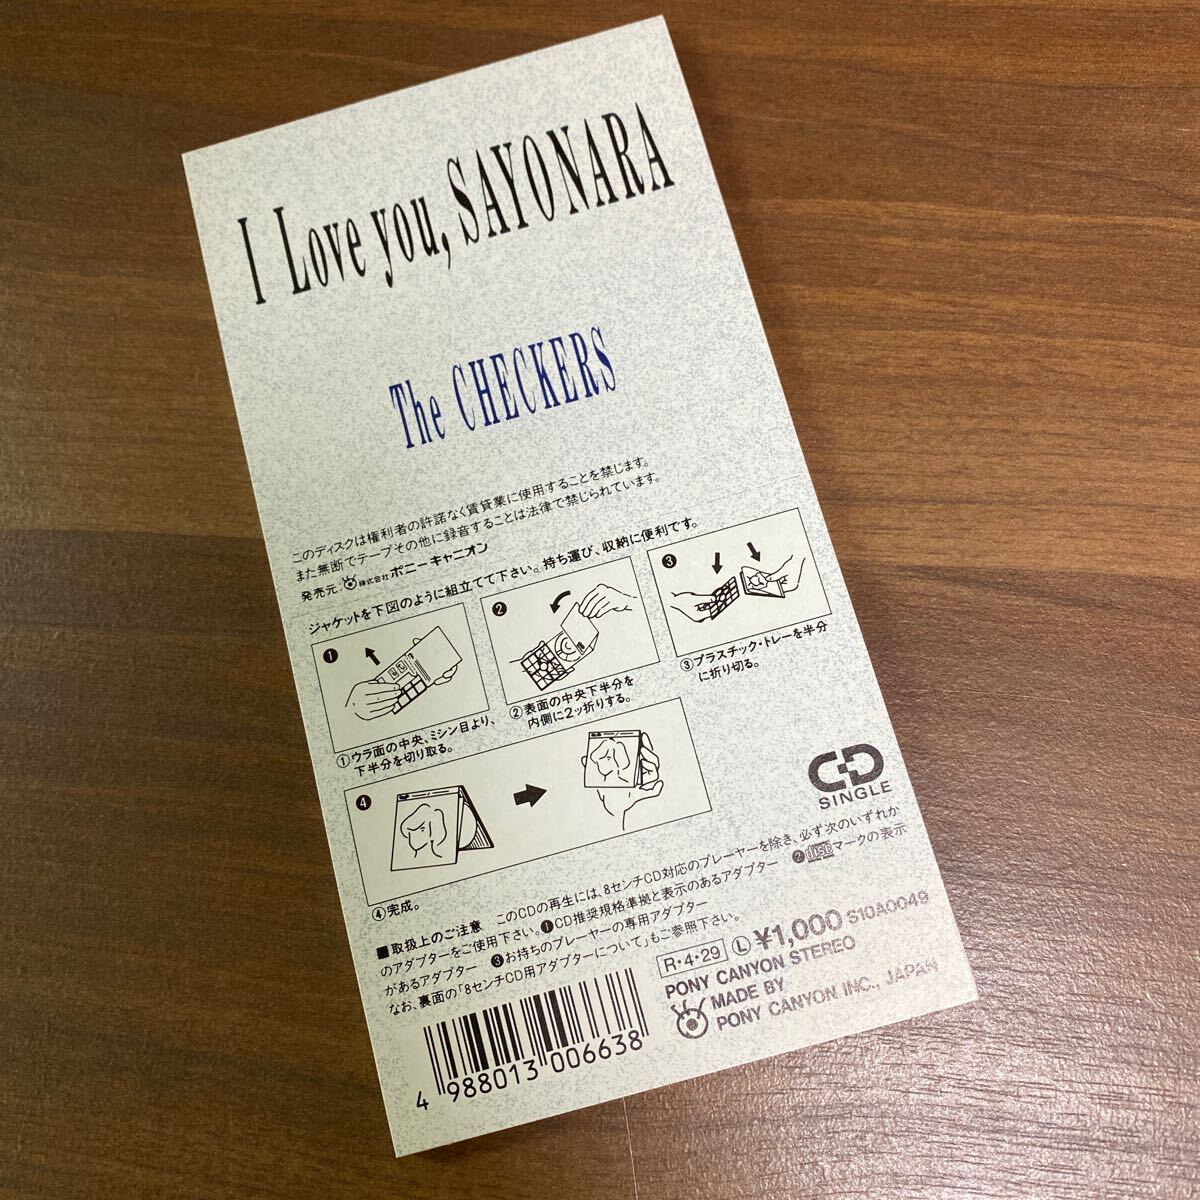 I Love you, SAYONARA
The CHECKERS
このディスクは権利者の許諾なく賃貸業に使用することを禁じます。
また無断でテープその他に録音することは法律で禁じられています。
発売元:株式会社ポニーキャニオン
ジャケットを下図のように組立てて下さい。持ち運び、収納に便利です。
❶
❷
❸
①ウラ面の中央、ミシン目より、
下半分を切り取る。
②表面の中央下半分を
内側に2ッ折りする。
③プラスチック・トレーを半分
に折り切る。
❹
④完成。
CD
SINGLE
■取扱上のご注意 このCDの再生には、8センチCD対応のプレーヤーを除き、必ず次のいずれか
のアダプターをご使用下さい。❶CD推奨規格準拠と表示のあるアダプター ❷discマークの表示
があるアダプター ❸お持ちのプレーヤーの専用アダプター
なお、裏面の「8センチCD用アダプターについて」もご参照下さい。
R・4・29 Ⓛ ¥1,000 S10A0049
PONY CANYON STEREO
MADE BY
PONY CANYON INC., JAPAN
4 988013 006638